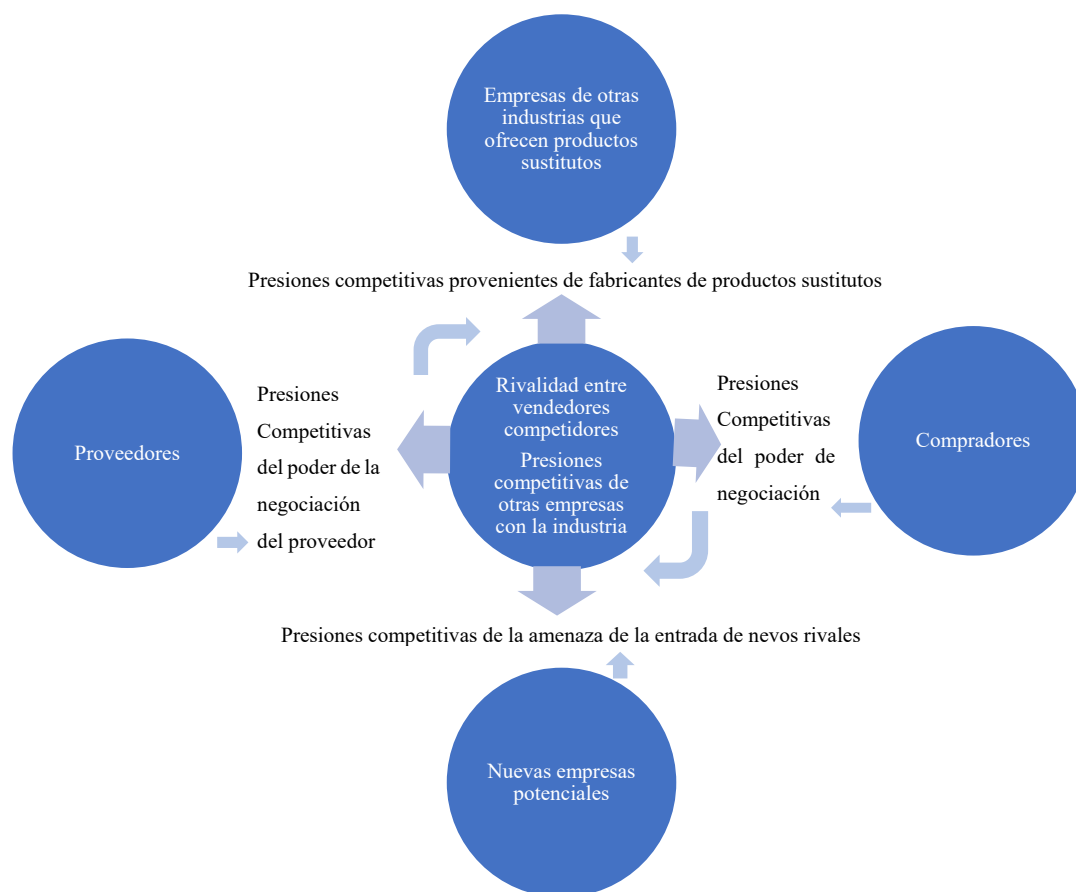 Empresas de otras
industrias que
ofrecen productos
sustitutos
Presiones competitivas provenientes de fabricantes de productos sustitutos
Proveedores
Presiones
Competitivas
del poder de la
negociación
del proveedor
Rivalidad entre
vendedores
competidores
Presiones
competitivas de
otras empresas
con la industria
Presiones
Competitivas
del poder de
negociación
Compradores
Presiones competitivas de la amenaza de la entrada de nevos rivales
Nuevas empresas
potenciales